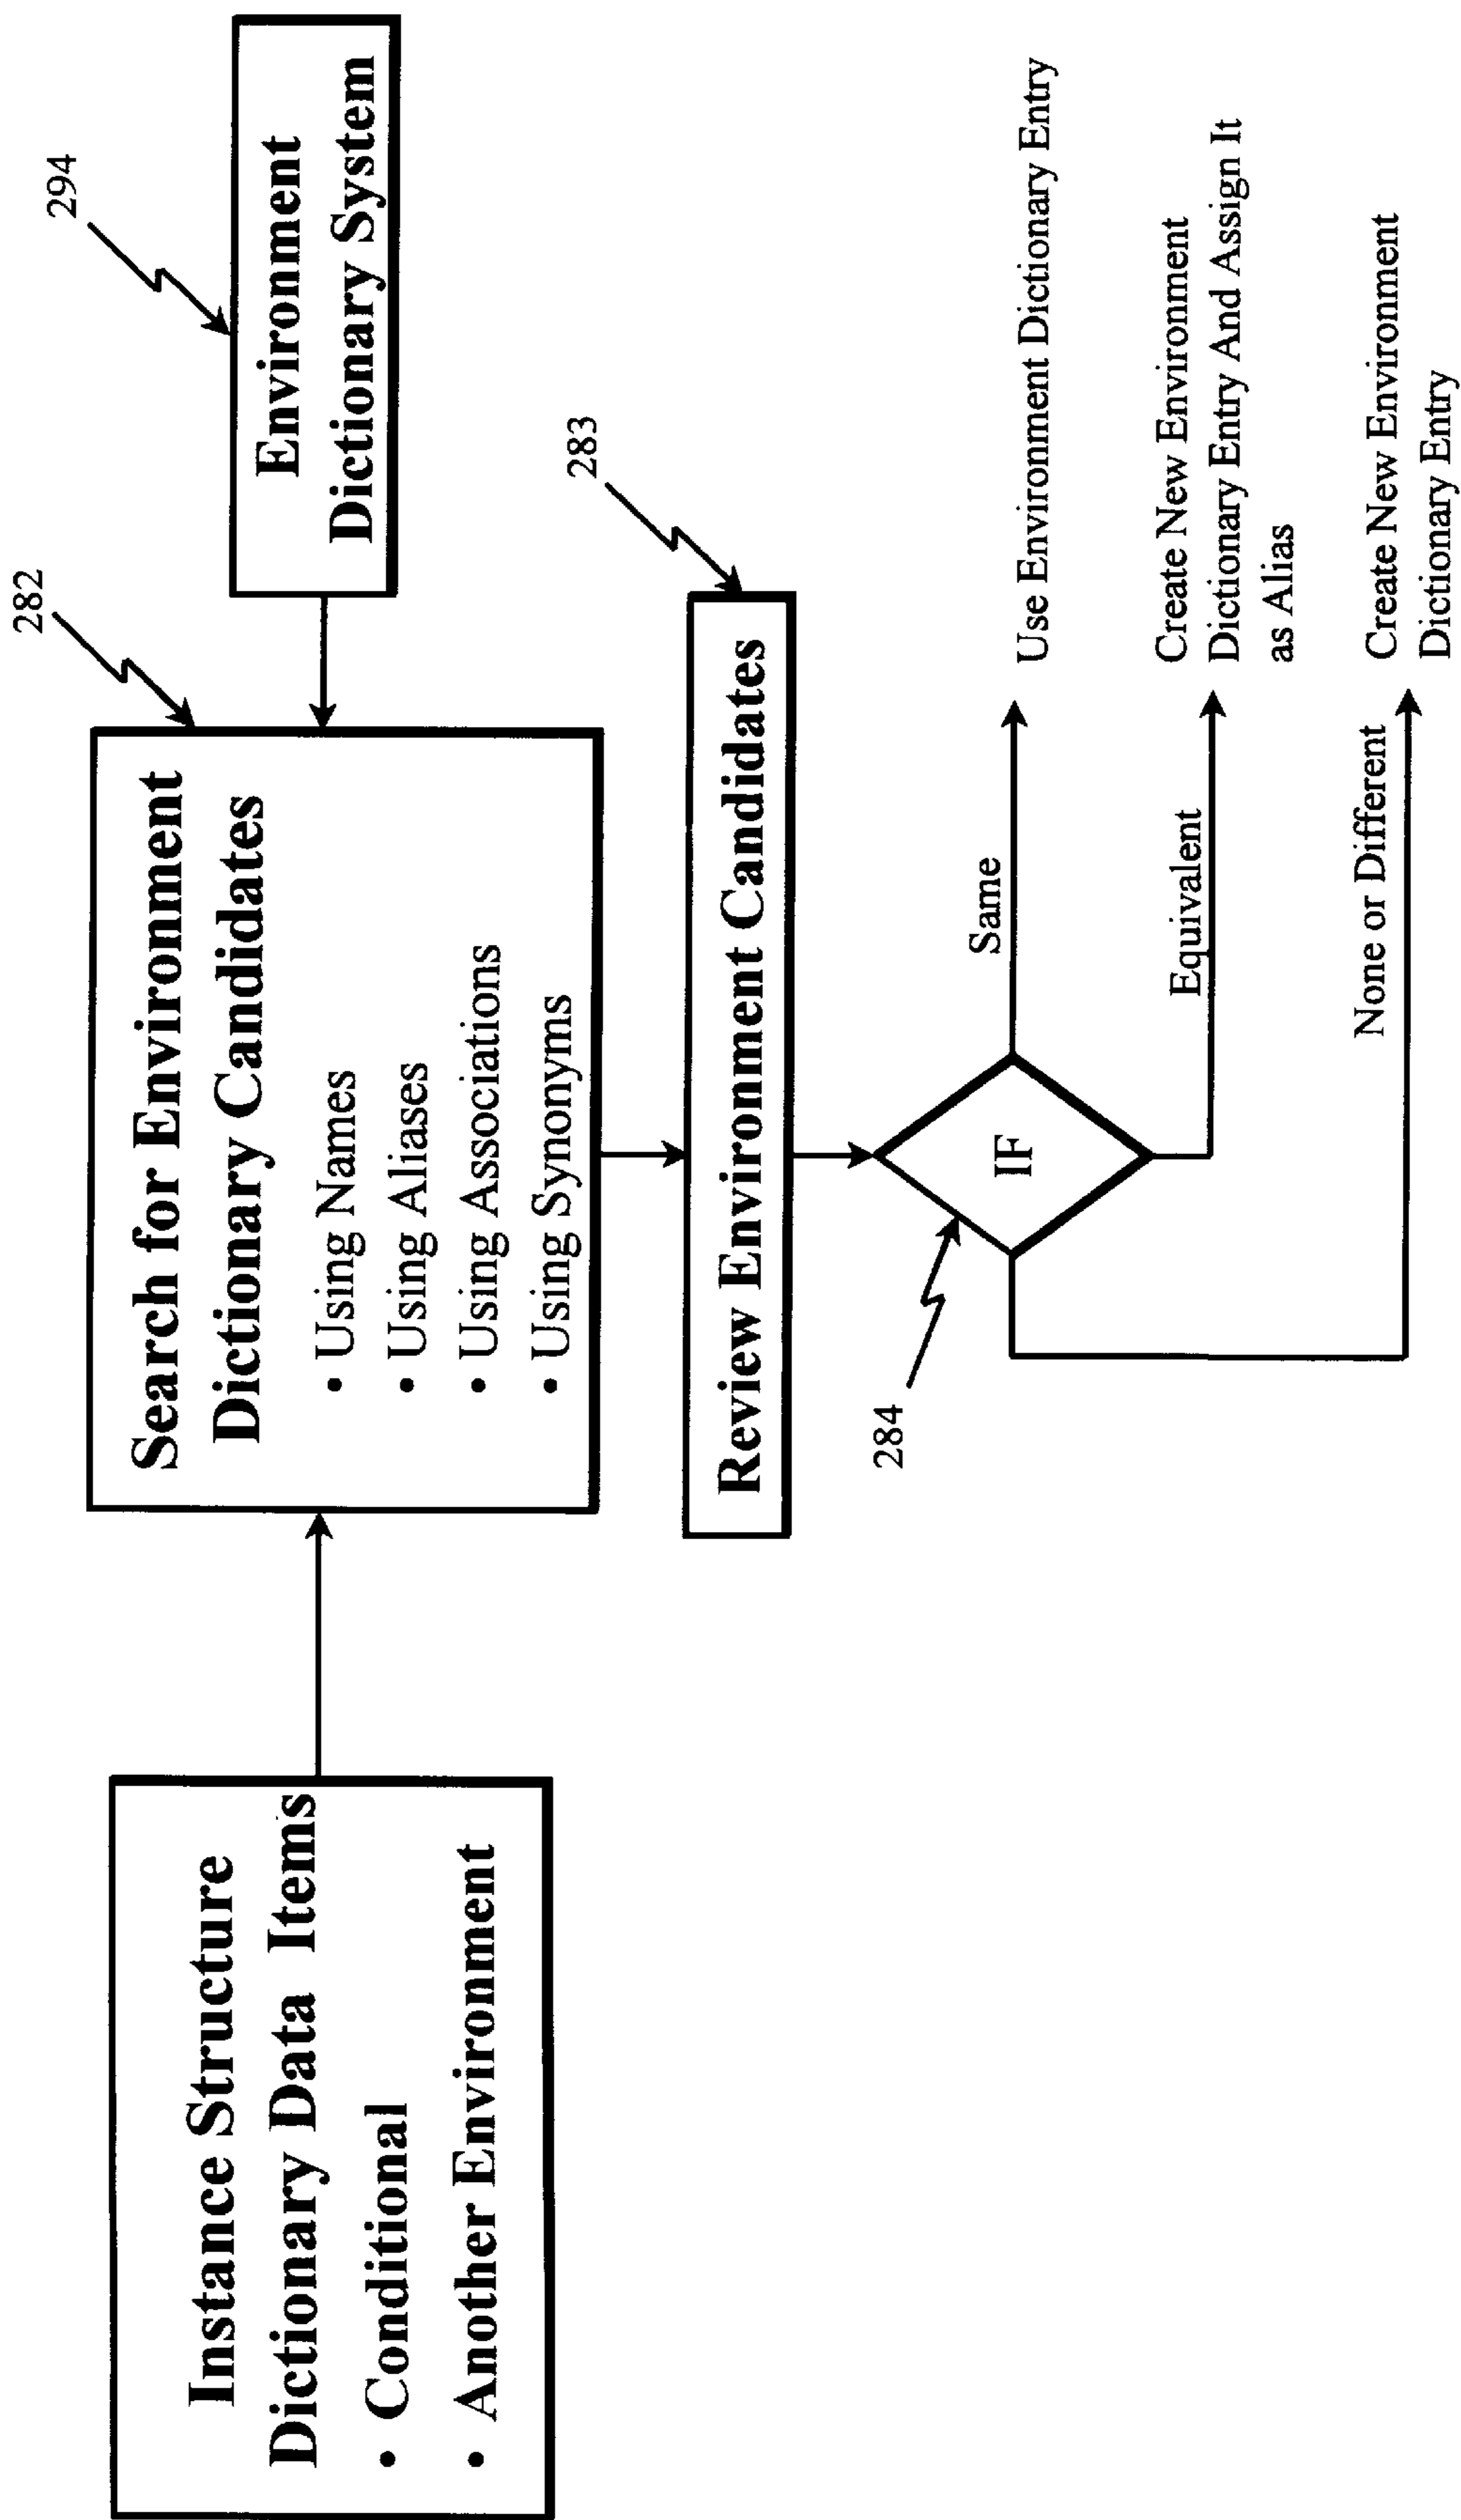 Instance Structure
Dictionary Data Items
• Conditional
• Another Environment
282
Search for Environment
Dictionary Candidates
• Using Names
• Using Aliases
• Using Associations
• Using Synonyms
294
Environment
Dictionary System
283
Review Environment Candidates
284
IF
Same
Use Environment Dictionary Entry
Equivalent
Create New Environment
Dictionary Entry And Assign It
as Alias
None or Different
Create New Environment
Dictionary Entry